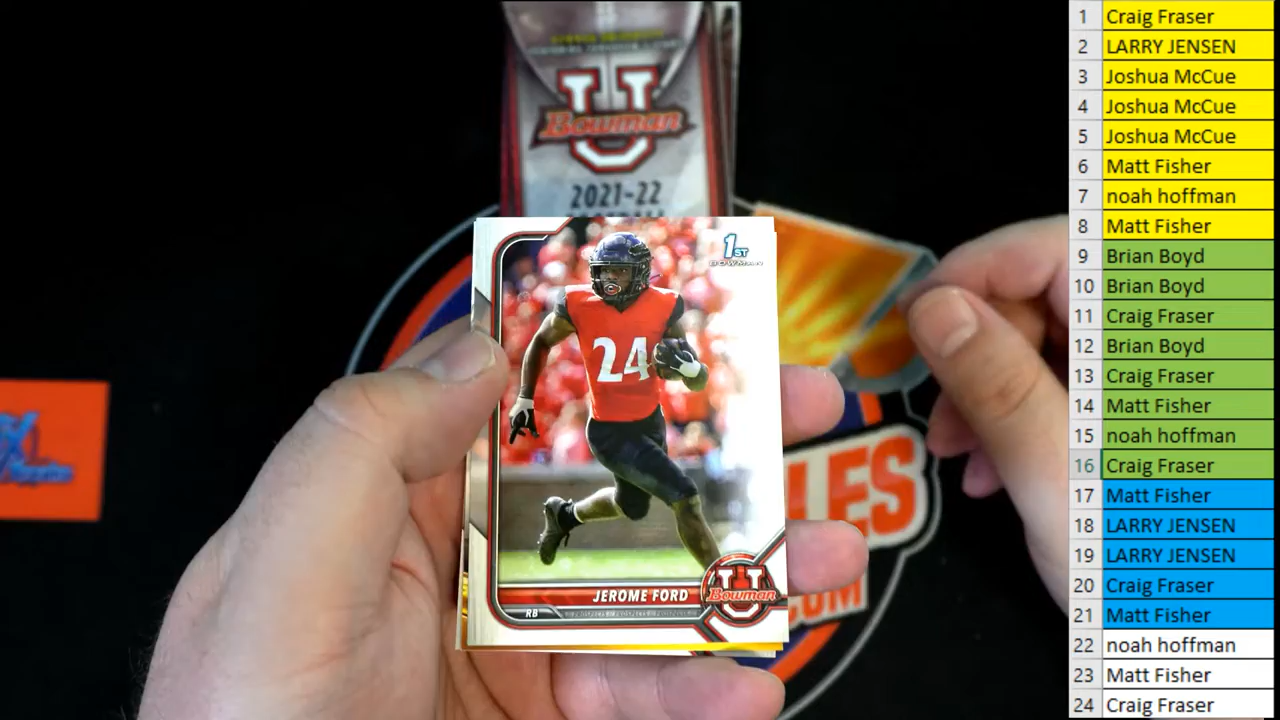 U
Bowman
2021-22
1ST
BOWMAN
24
JEROME FORD
RB
U
Bowman
LES
.COM
1 Craig Fraser
2 LARRY JENSEN
3 Joshua McCue
4 Joshua McCue
5 Joshua McCue
6 Matt Fisher
7 noah hoffman
8 Matt Fisher
9 Brian Boyd
10 Brian Boyd
11 Craig Fraser
12 Brian Boyd
13 Craig Fraser
14 Matt Fisher
15 noah hoffman
16 Craig Fraser
17 Matt Fisher
18 LARRY JENSEN
19 LARRY JENSEN
20 Craig Fraser
21 Matt Fisher
22 noah hoffman
23 Matt Fisher
24 Craig Fraser